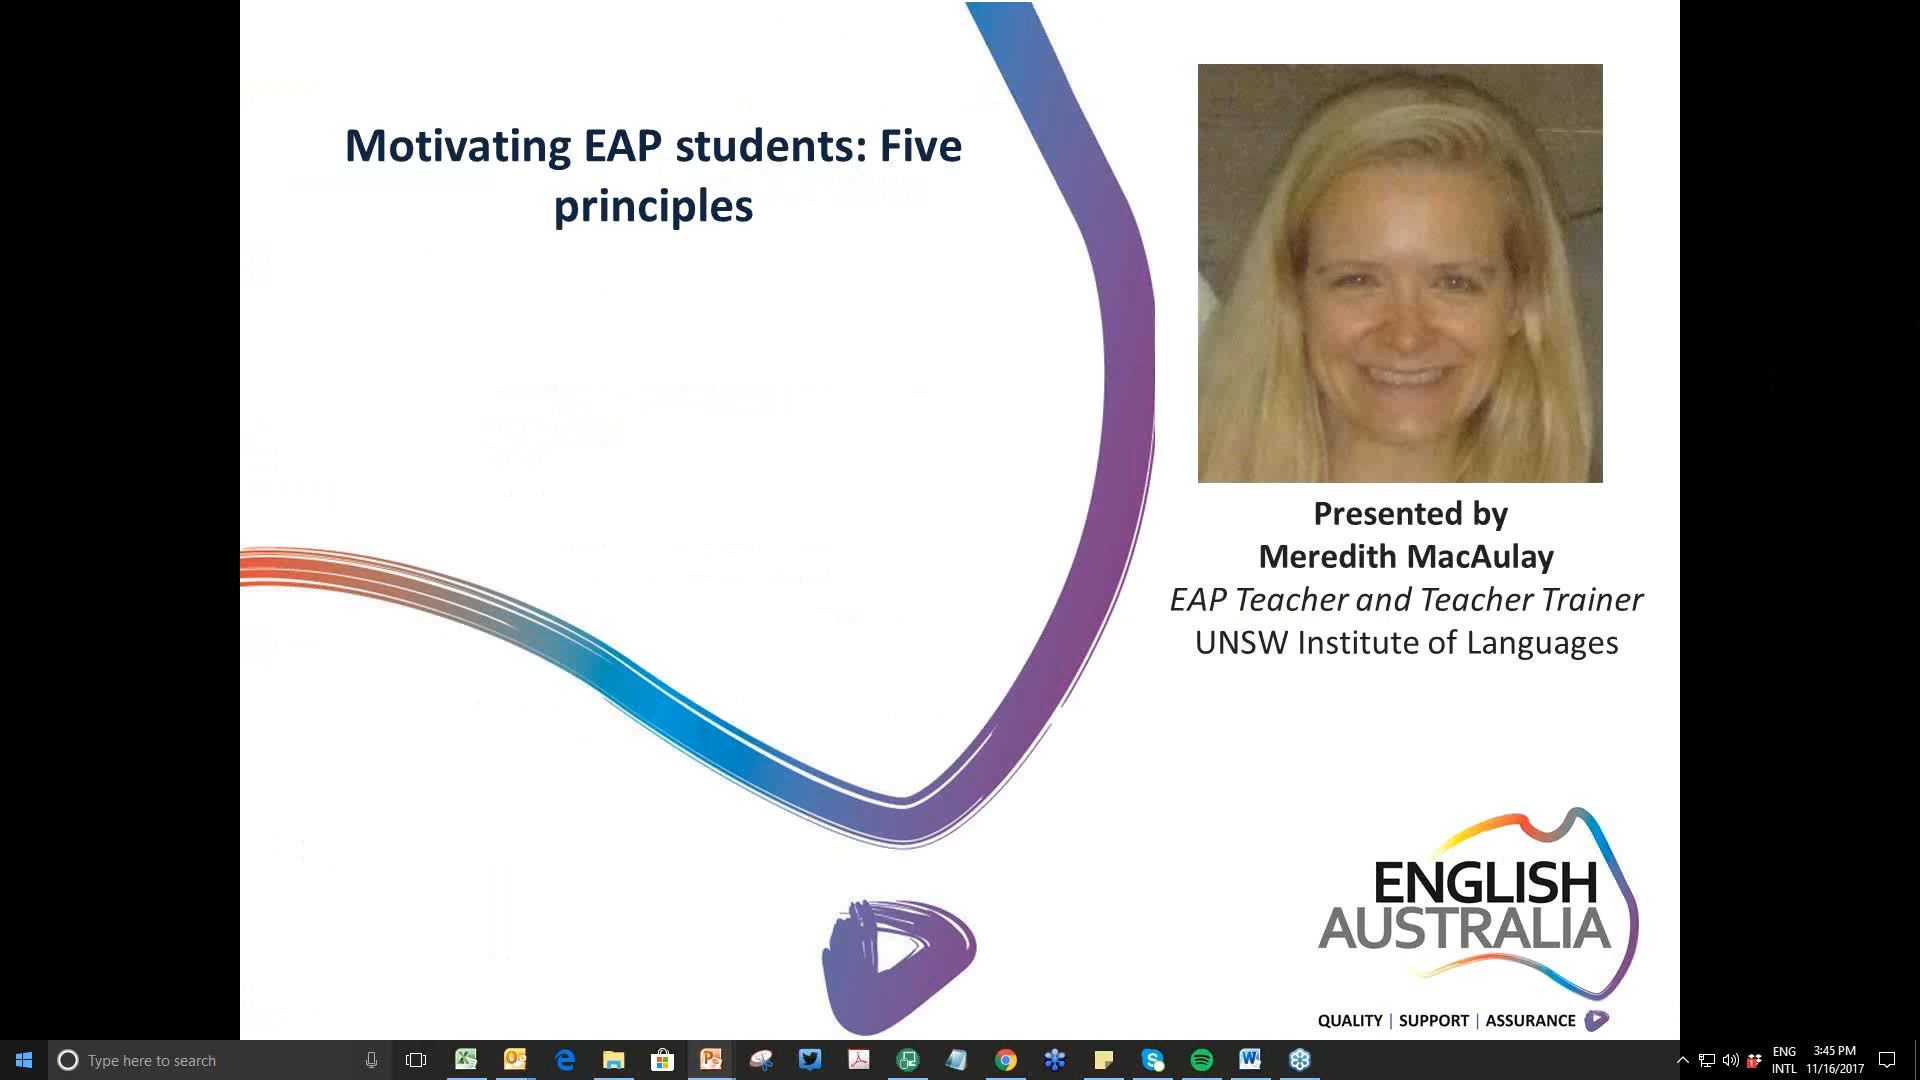 Motivating EAP students: Five
principles
Presented by
Meredith MacAulay
EAP Teacher and Teacher Trainer
UNSW Institute of Languages
ENGLISH
AUSTRALIA
QUALITY | SUPPORT | ASSURANCE
Type here to search
ENG
INTL
3:45 PM
11/16/2017